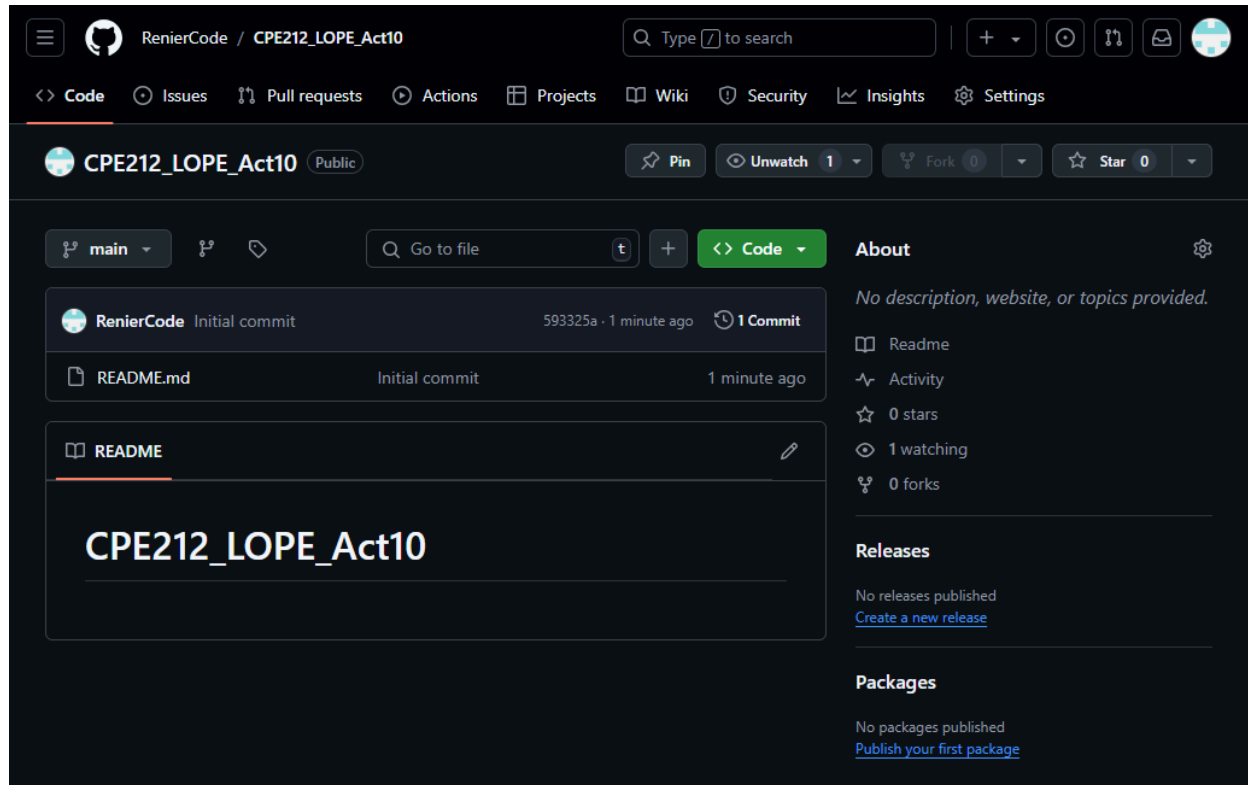 RenierCode / CPE212_LOPE_Act10 Type / to search
Code Issues Pull requests Actions Projects Wiki Security Insights Settings
CPE212_LOPE_Act10 Public Pin Unwatch 1 Fork 0 Star 0
main Go to file t Code
About
No description, website, or topics provided.
RenierCode Initial commit 593325a · 1 minute ago 1 Commit
README.md Initial commit 1 minute ago
Readme
Activity
0 stars
1 watching
0 forks
README
CPE212_LOPE_Act10
Releases
No releases published
Create a new release
Packages
No packages published
Publish your first package